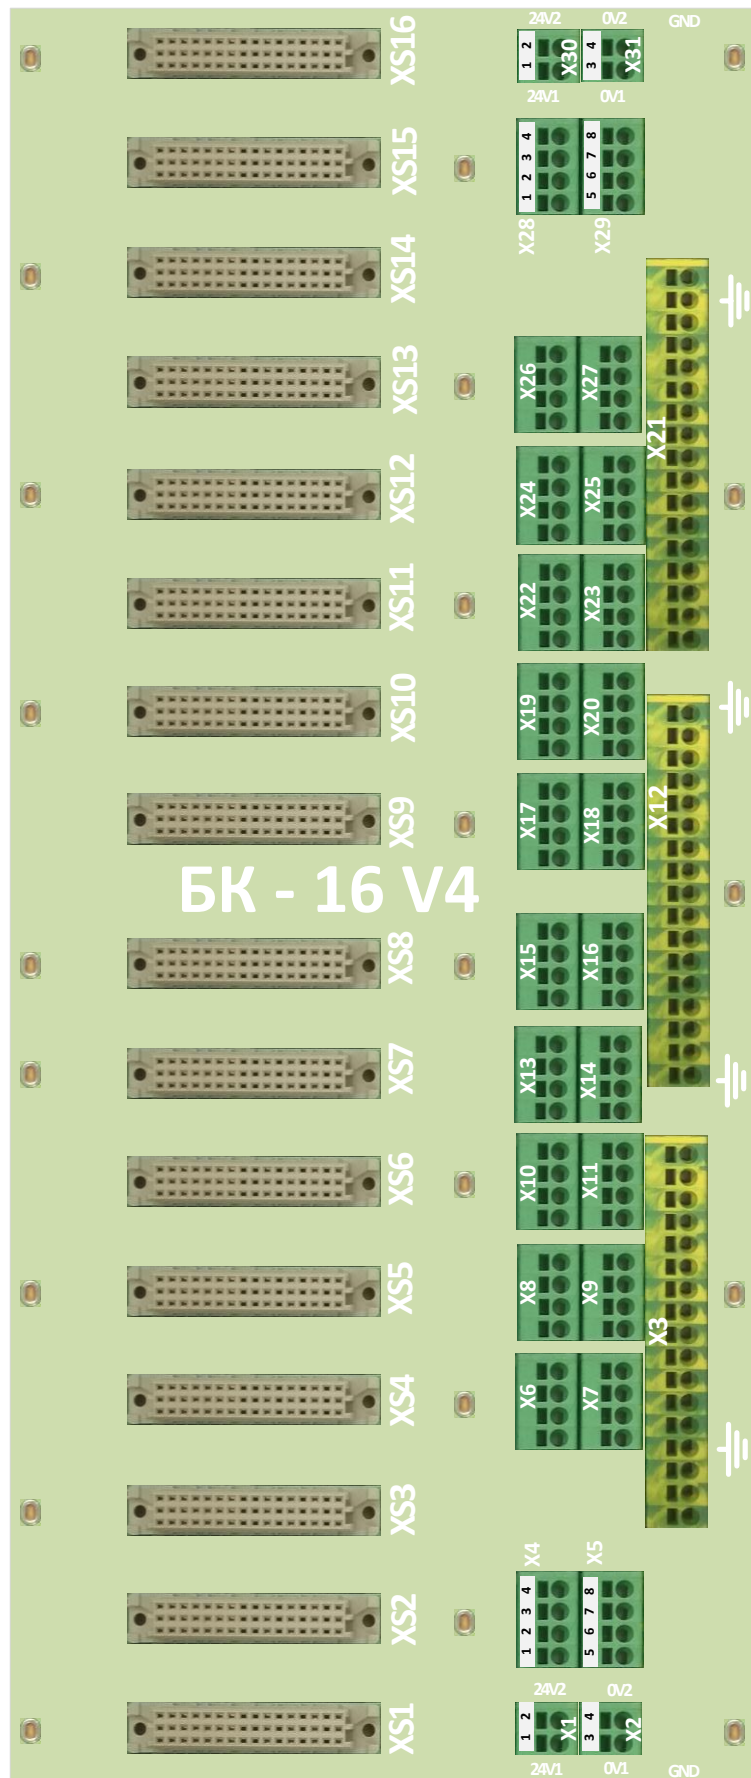 24V2 0V2 GND
XS16
1 2
X30
3 4
X31
24V1 0V1
XS15
1 2 3 4
5 6 7 8
X28
X29
XS14
XS13
X26
X27
X21
XS12
X24
X25
XS11
X22
X23
XS10
X19
X20
XS9
X17
X18
X12
БК - 16 V4
XS8
X15
X16
XS7
X13
X14
XS6
X10
X11
XS5
X8
X9
X3
XS4
X6
X7
XS3
X4
X5
XS2
1 2 3 4
5 6 7 8
24V2 0V2
XS1
1 2
X1
3 4
X2
24V1 0V1 GND